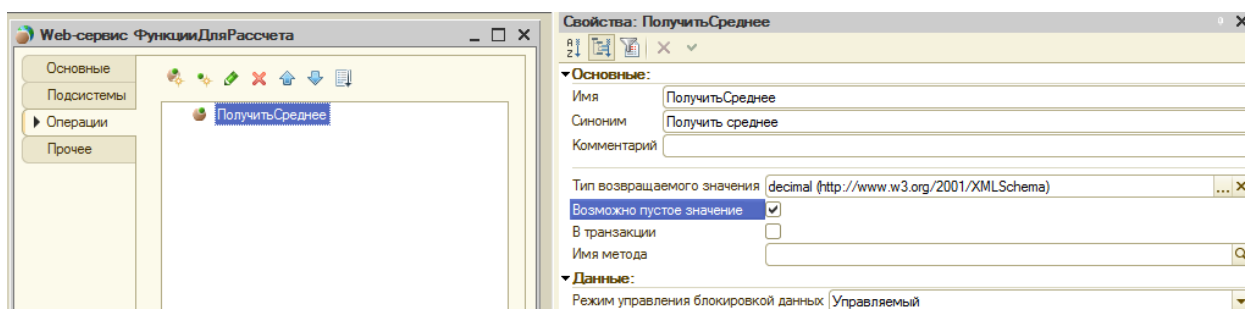 Web-сервис ФункцииДляРассчета
Основные
Подсистемы
Операции
Прочее
ПолучитьСреднее
Свойства: ПолучитьСреднее
Основные:
Имя ПолучитьСреднее
Синоним Получить среднее
Комментарий
Тип возвращаемого значения decimal (http://www.w3.org/2001/XMLSchema) ...
Возможно пустое значение
В транзакции
Имя метода
Данные:
Режим управления блокировкой данных Управляемый